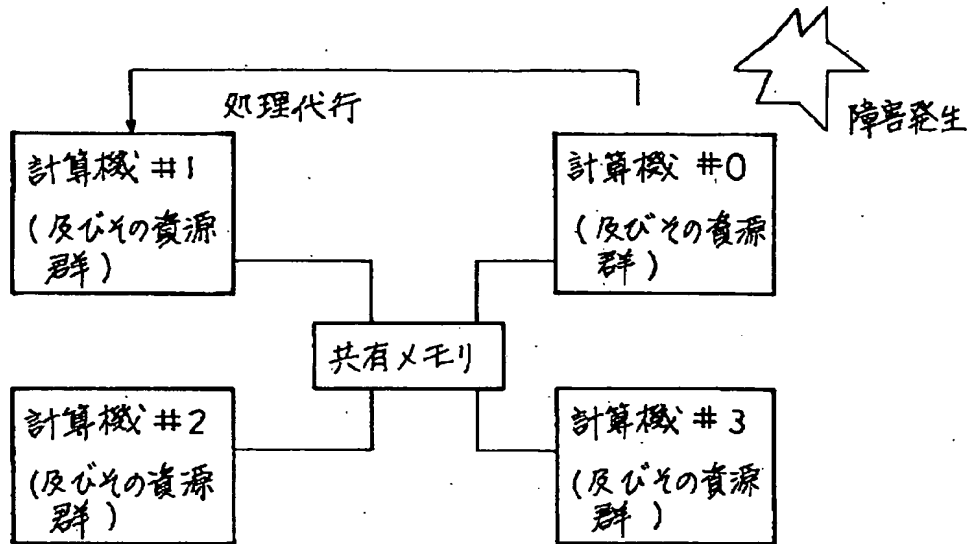 処理代行
障害発生
計算機 #1
(及びその資源
群)
計算機 #0
(及びその資源
群)
共有メモリ
計算機 #2
(及びその資源
群)
計算機 #3
(及びその資源
群)